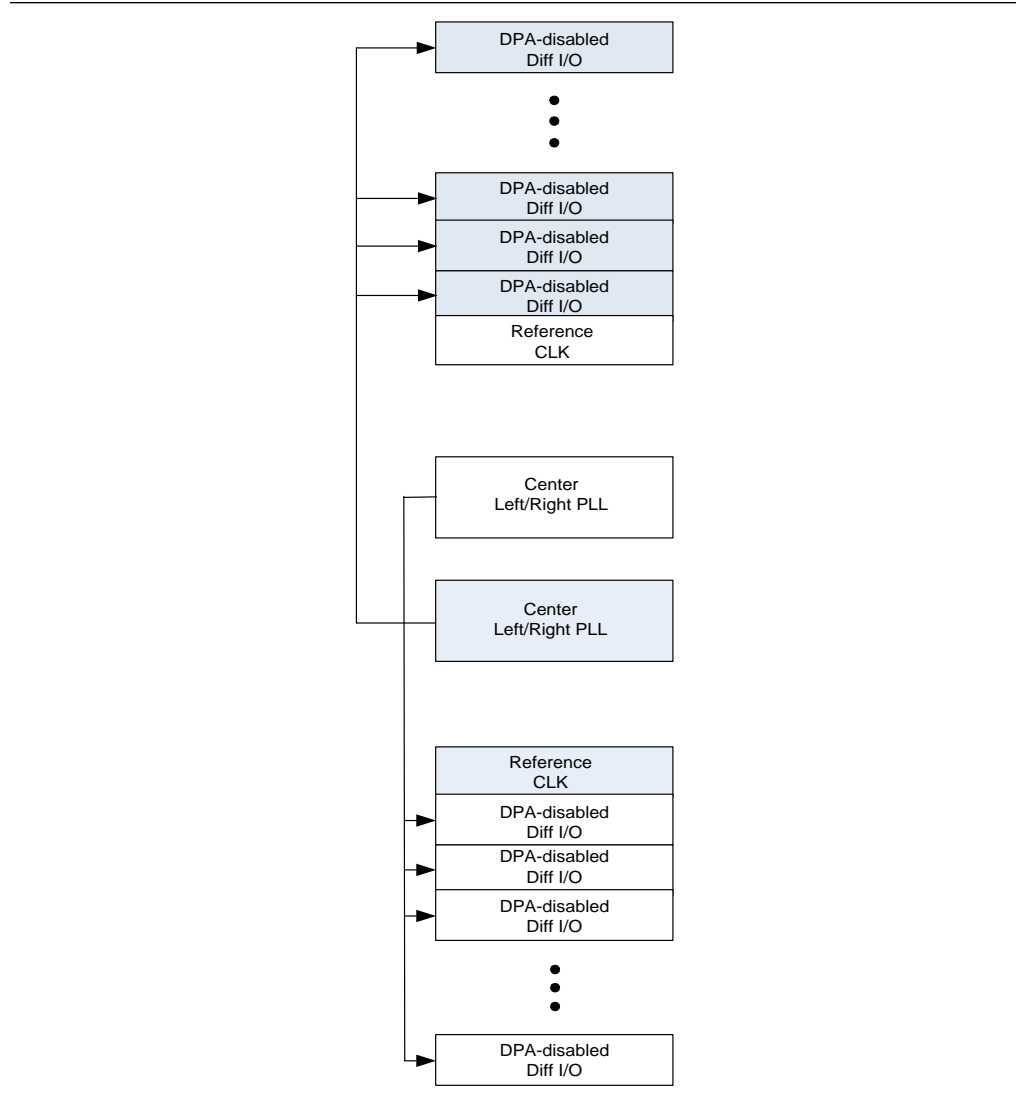 DPA-disabled
Diff I/O
DPA-disabled
Diff I/O
DPA-disabled
Diff I/O
DPA-disabled
Diff I/O
Reference
CLK
Center
Left/Right PLL
Center
Left/Right PLL
Reference
CLK
DPA-disabled
Diff I/O
DPA-disabled
Diff I/O
DPA-disabled
Diff I/O
DPA-disabled
Diff I/O